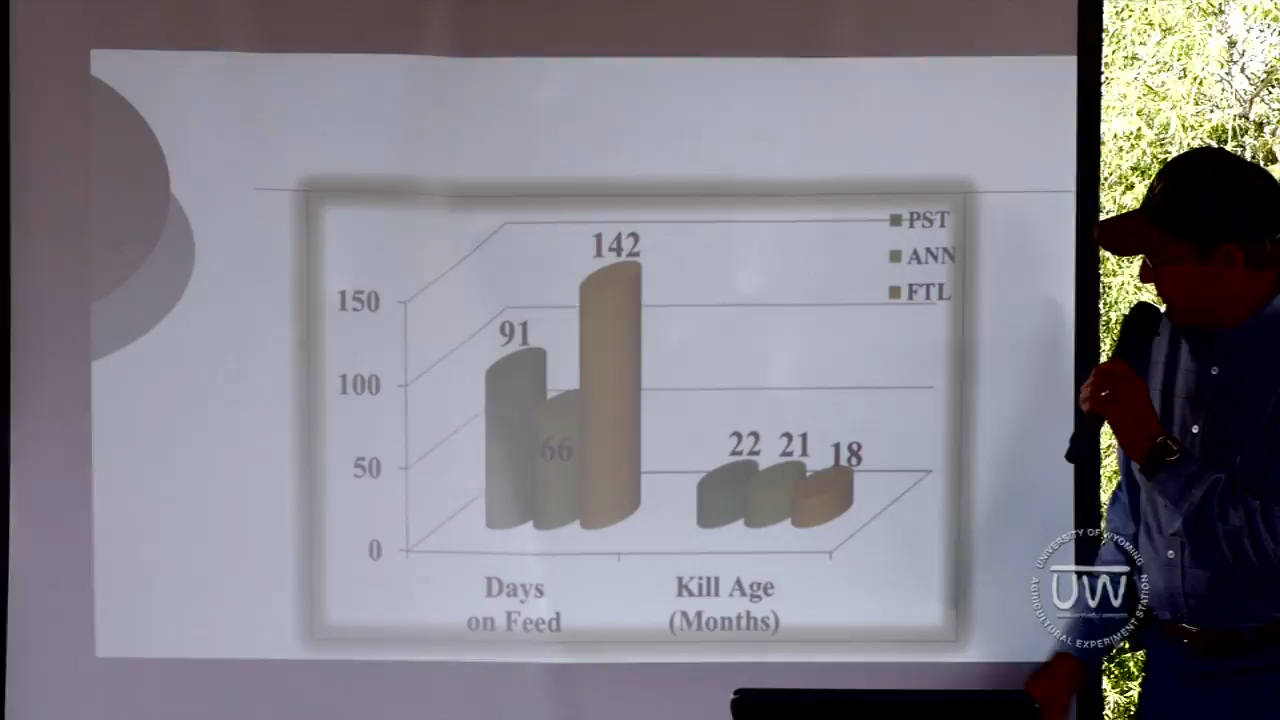 142
PST
ANN
FTL
150
91
100
66
22
21
18
50
0
Days
on Feed
Kill Age
(Months)
UNIVERSITY OF WYOMING
UW
AGRICULTURAL EXPERIMENT STATION